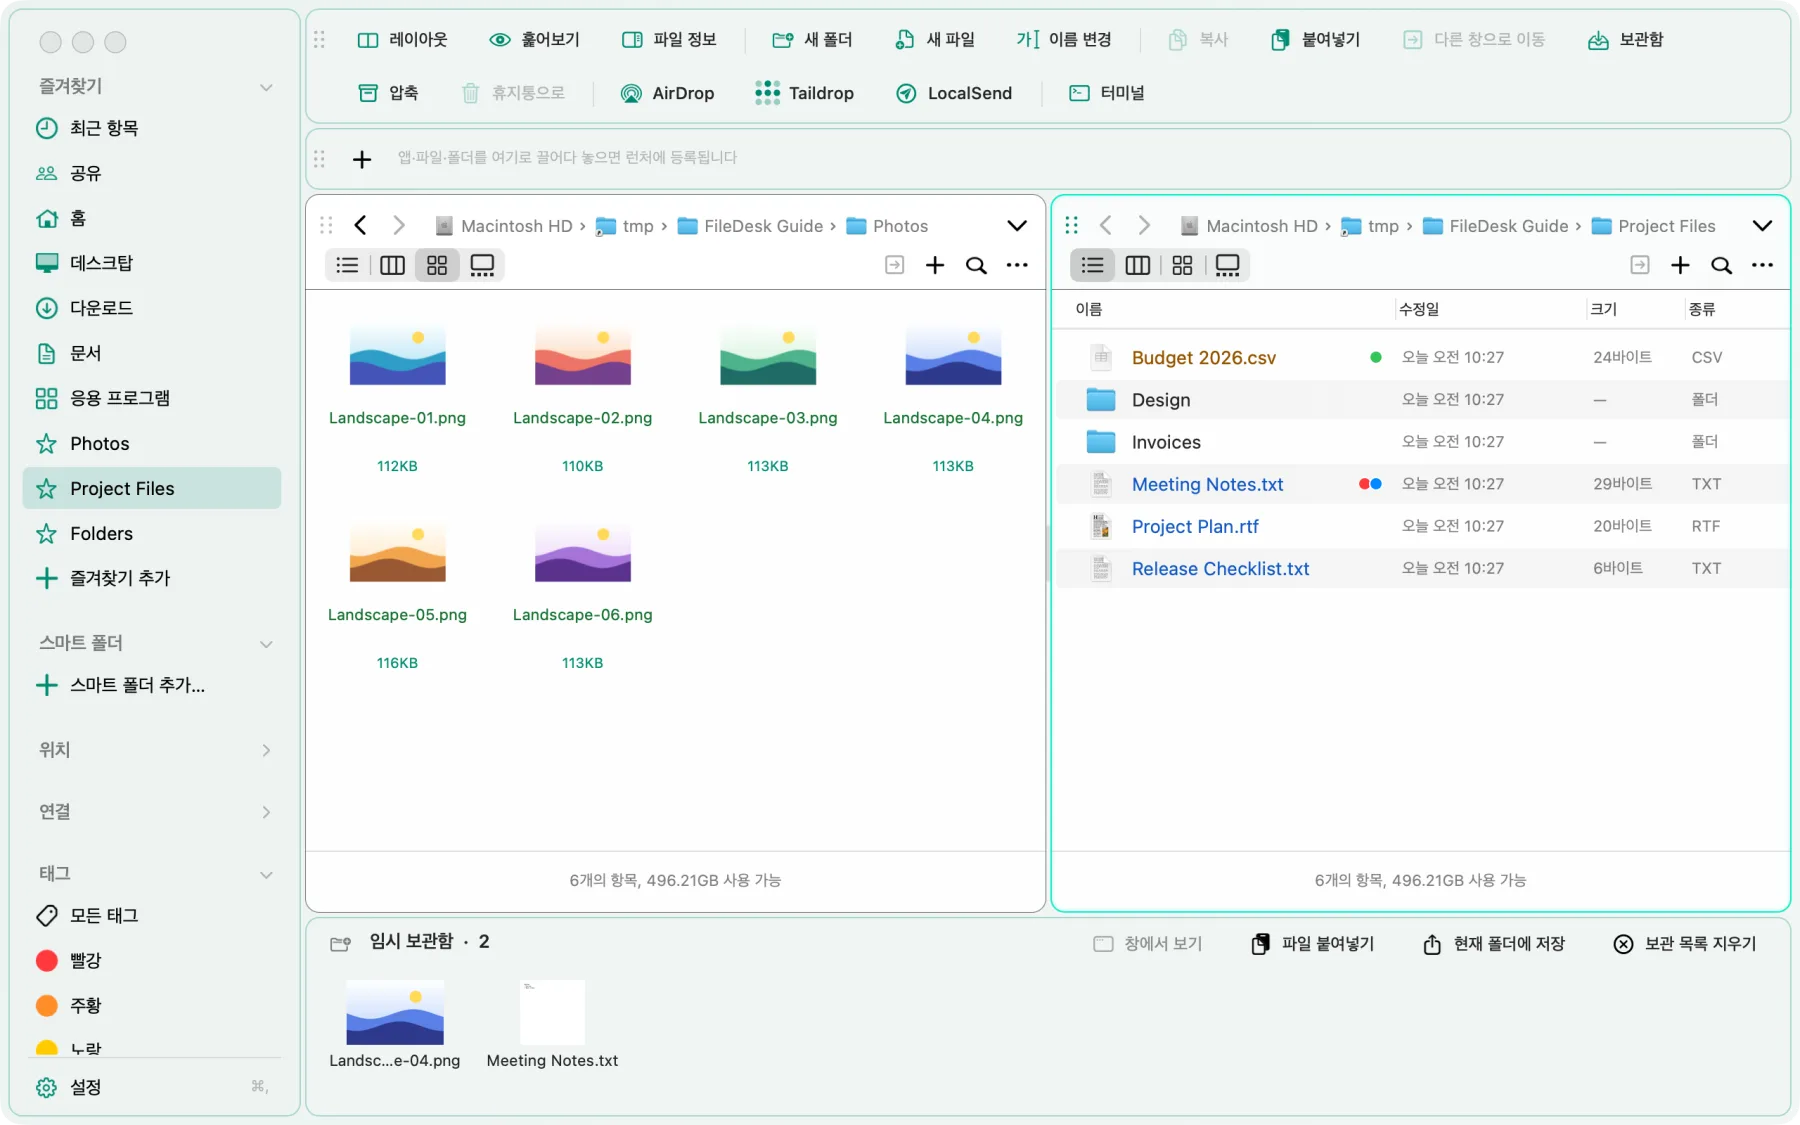 즐겨찾기
최근 항목
공유
홈
데스크탑
다운로드
문서
응용 프로그램
Photos
Project Files
Folders
즐겨찾기 추가
스마트 폴더
스마트 폴더 추가...
위치
연결
태그
모든 태그
빨강
주황
노랑
설정 ⌘,
레이아웃 훑어보기 파일 정보 새 폴더 새 파일 가 이름 변경 복사 붙여넣기 다른 창으로 이동 보관함
압축 휴지통으로 AirDrop Taildrop LocalSend 터미널
앱·파일·폴더를 여기로 끌어다 놓으면 런처에 등록됩니다
Macintosh HD › tmp › FileDesk Guide › Photos
Landscape-01.png Landscape-02.png Landscape-03.png Landscape-04.png
112KB 110KB 113KB 113KB
Landscape-05.png Landscape-06.png
116KB 113KB
6개의 항목, 496.21GB 사용 가능
Macintosh HD › tmp › FileDesk Guide › Project Files
이름 수정일 크기 종류
Budget 2026.csv 오늘 오전 10:27 24바이트 CSV
Design 오늘 오전 10:27 — 폴더
Invoices 오늘 오전 10:27 — 폴더
Meeting Notes.txt 오늘 오전 10:27 29바이트 TXT
Project Plan.rtf 오늘 오전 10:27 20바이트 RTF
Release Checklist.txt 오늘 오전 10:27 6바이트 TXT
6개의 항목, 496.21GB 사용 가능
임시 보관함 · 2 창에서 보기 파일 붙여넣기 현재 폴더에 저장 보관 목록 지우기
Landsc...e-04.png Meeting Notes.txt